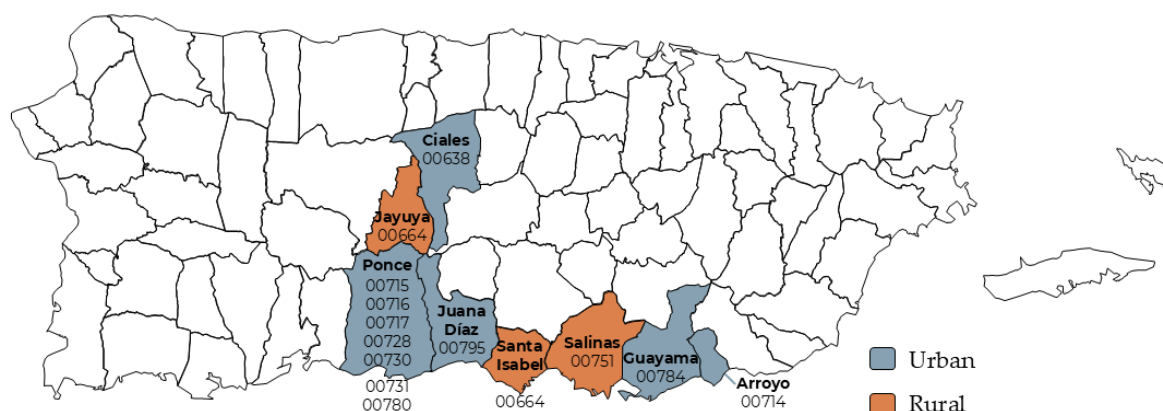 Ciales
00638
Jayuya
00664
Ponce
00715
00716
00717
00728
00730
00731
00780
Juana
Díaz
00795
Santa
Isabel
00664
Salinas
00751
Guayama
00784
Arroyo
00714
Urban
Rural